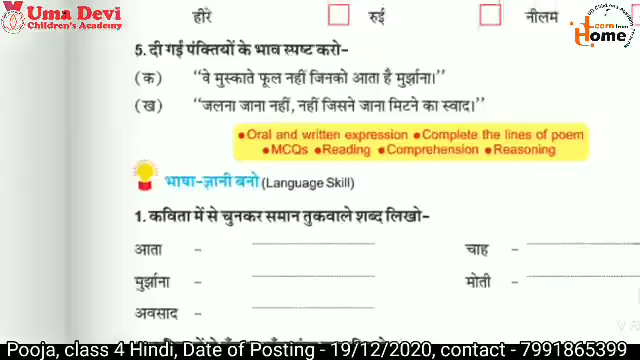 Uma Devi
Children's Academy
Learn from
Home
हीरे रुई नीलम
5. दी गई पंक्तियों के भाव स्पष्ट करो-
(क) “वे मुस्काते फूल नहीं जिनको आता है मुर्झाना।”
(ख) “जलना जाना नहीं, नहीं जिसने जाना मिटने का स्वाद।”
•Oral and written expression •Complete the lines of poem
•MCQs •Reading •Comprehension •Reasoning
भाषा-ज्ञानी बनो (Language Skill)
1. कविता में से चुनकर समान तुकवाले शब्द लिखो-
आता - चाह -
मुर्झाना - मोती -
अवसाद -
Pooja, class 4 Hindi, Date of Posting - 19/12/2020, contact - 7991865399